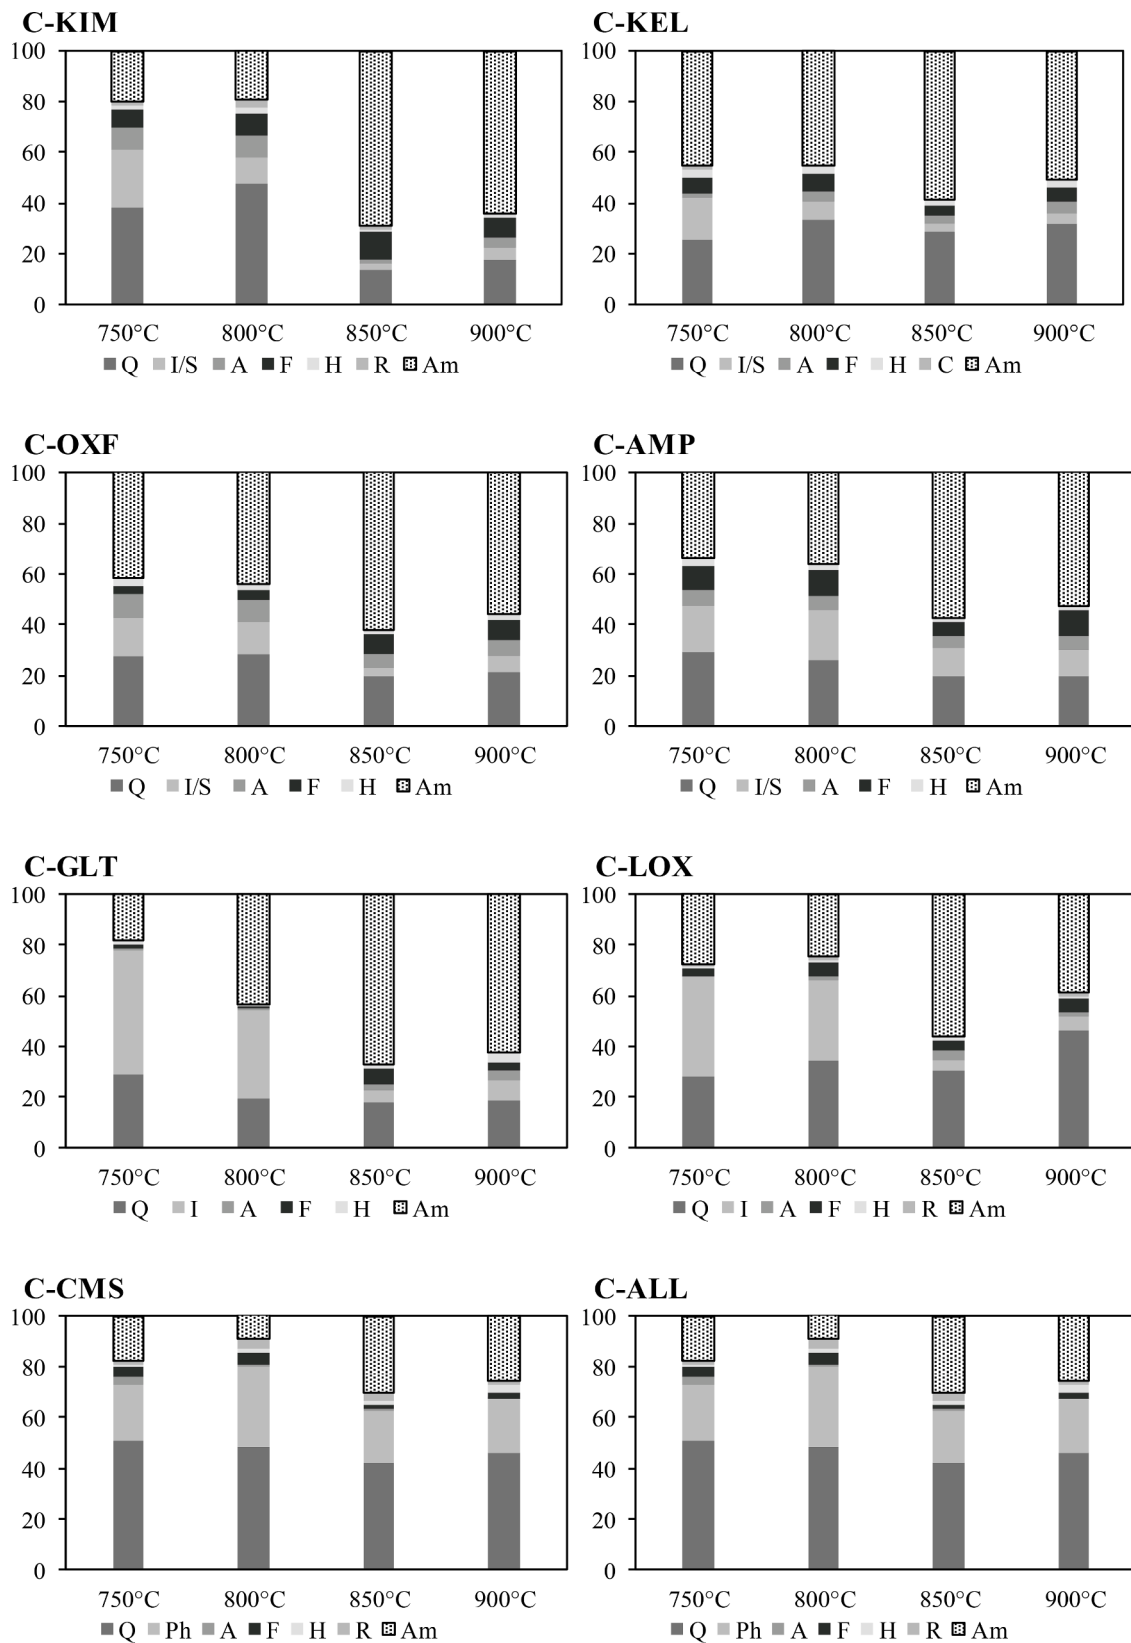 C-KIM
100
80
60
40
20
0
750°C 800°C 850°C 900°C
Q I/S A F H R Am
C-KEL
100
80
60
40
20
0
750°C 800°C 850°C 900°C
Q I/S A F H C Am
C-OXF
100
80
60
40
20
0
750°C 800°C 850°C 900°C
Q I/S A F H Am
C-AMP
100
80
60
40
20
0
750°C 800°C 850°C 900°C
Q I/S A F H Am
C-GLT
100
80
60
40
20
0
750°C 800°C 850°C 900°C
Q I A F H Am
C-LOX
100
80
60
40
20
0
750°C 800°C 850°C 900°C
Q I A F H R Am
C-CMS
100
80
60
40
20
0
750°C 800°C 850°C 900°C
Q Ph A F H R Am
C-ALL
100
80
60
40
20
0
750°C 800°C 850°C 900°C
Q Ph A F H R Am